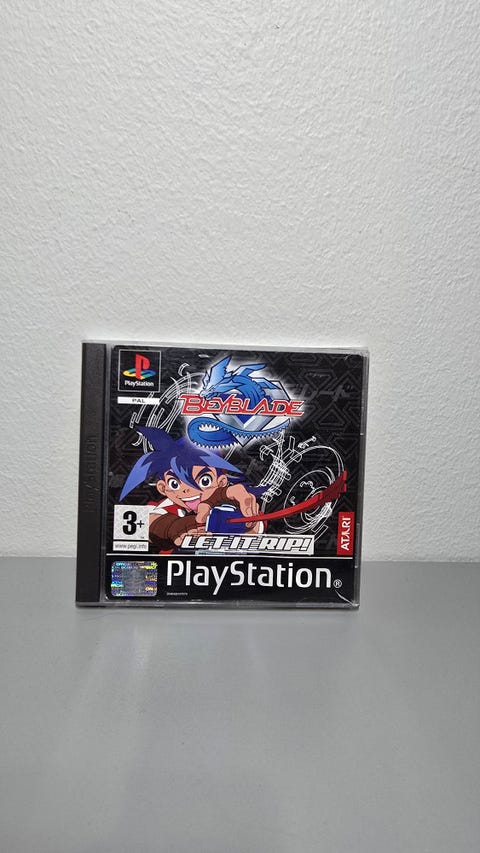 PlayStation
PAL
BEYBLADE
LET IT RIP!
3+
www.pegi.info
ATARI
PlayStation®
PlayStation